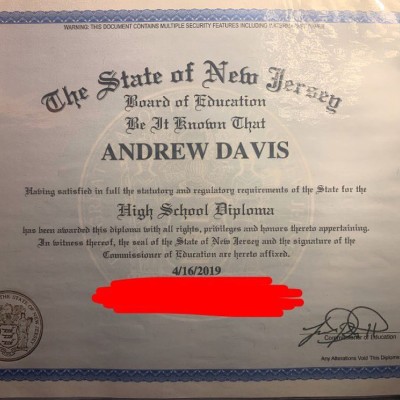 WARNING: THIS DOCUMENT CONTAINS MULTIPLE SECURITY FEATURES INCLUDING
The State of New Jersey
Board of Education
Be It Known That
ANDREW DAVIS
Having satisfied in full the statutory and regulatory requirements of the State for the
High School Diploma
has been awarded this diploma with all rights, privileges and honors thereto appertaining.
In witness thereof, the seal of the State of New Jersey and the signature of the
Commissioner of Education are hereto affixed.
4/16/2019
Commissioner of Education
Any Alterations Void This Diploma